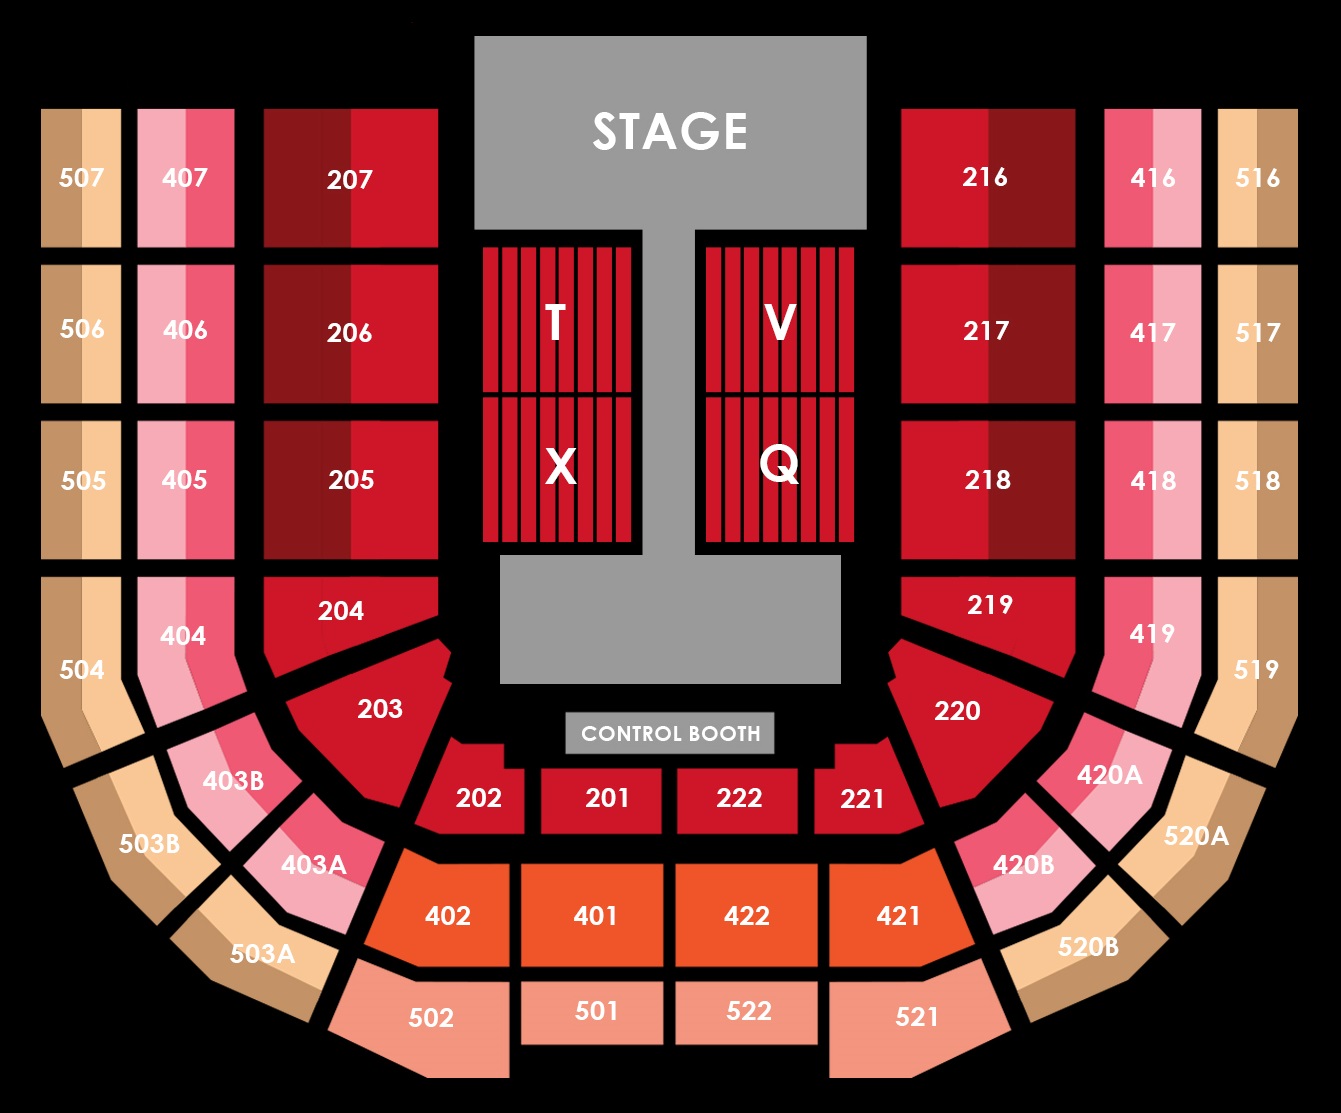 STAGE
507 407 207 216 416 516
T V
506 406 206 217 417 517
X Q
505 405 205 218 418 518
504 404 204 219 419 519
203 220
CONTROL BOOTH
403B 420A
202 201 222 221
503B 403A 420B 520A
402 401 422 421
503A 520B
502 501 522 521